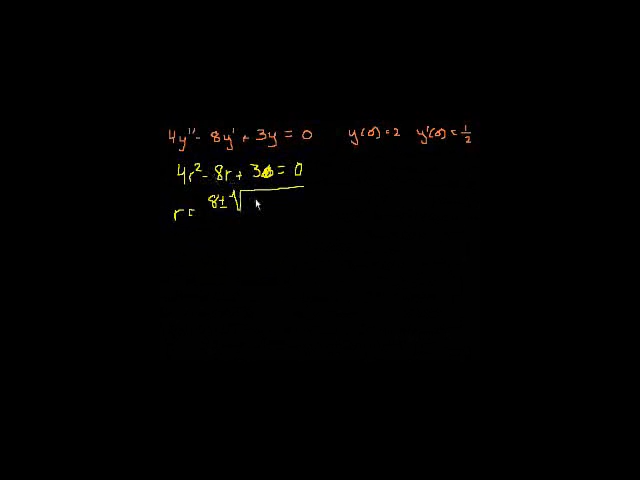 4y'' - 8y' + 3y = 0 y(0) = 2 y'(0) = 1/2
4r² - 8r + 3 = 0
r = 8 ± √